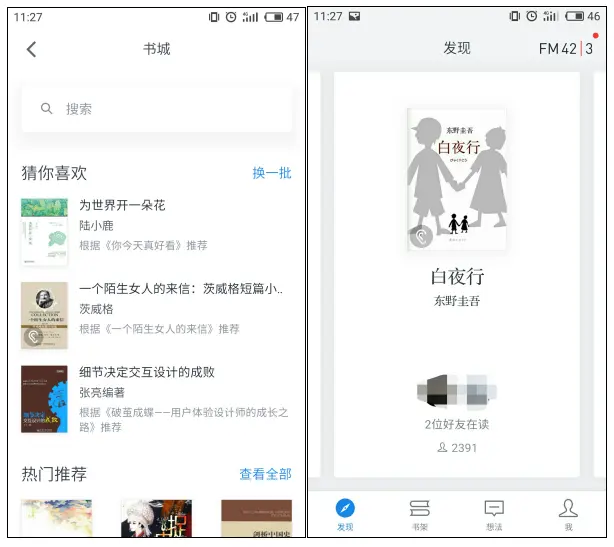 11:27
47
书城
搜索
猜你喜欢
换一批
为世界开一朵花
陆小鹿
根据《你今天真好看》推荐
一个陌生女人的来信：茨威格短篇小..
茨威格
根据《一个陌生女人的来信》推荐
细节决定交互设计的成败
张亮编著
根据《破茧成蝶——用户体验设计师的成长之
路》推荐
热门推荐
查看全部
剑桥中国史
11:27
46
发现
FM 42|3
东野圭吾
白夜行
白夜行
东野圭吾
2位好友在读
2391
发现
书架
想法
我